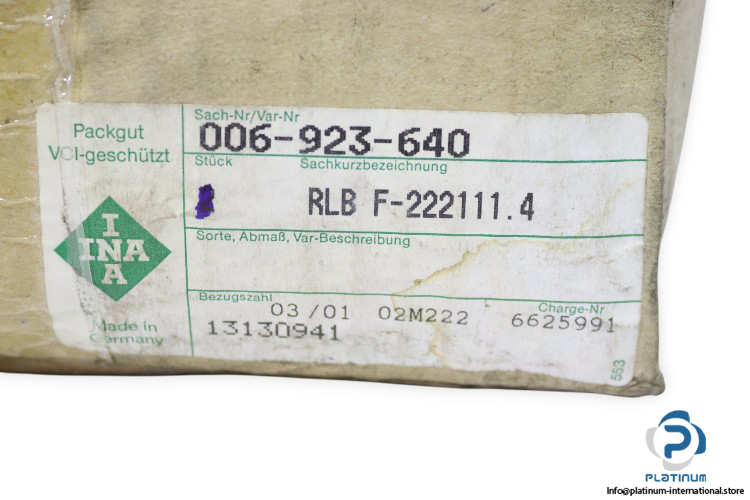 Packgut
VCI-geschützt
INA
INA
Made in
Germany
Sach-Nr/Var-Nr
006-923-640
Stück
Sachkurzbezeichnung
RLB F-222111.4
Sorte, Abmaß, Var-Beschreibung
Bezugszahl
03/01 02M222
Charge-Nr
13130941
6625991
553
PLATINUM
Info@platinum-international.store